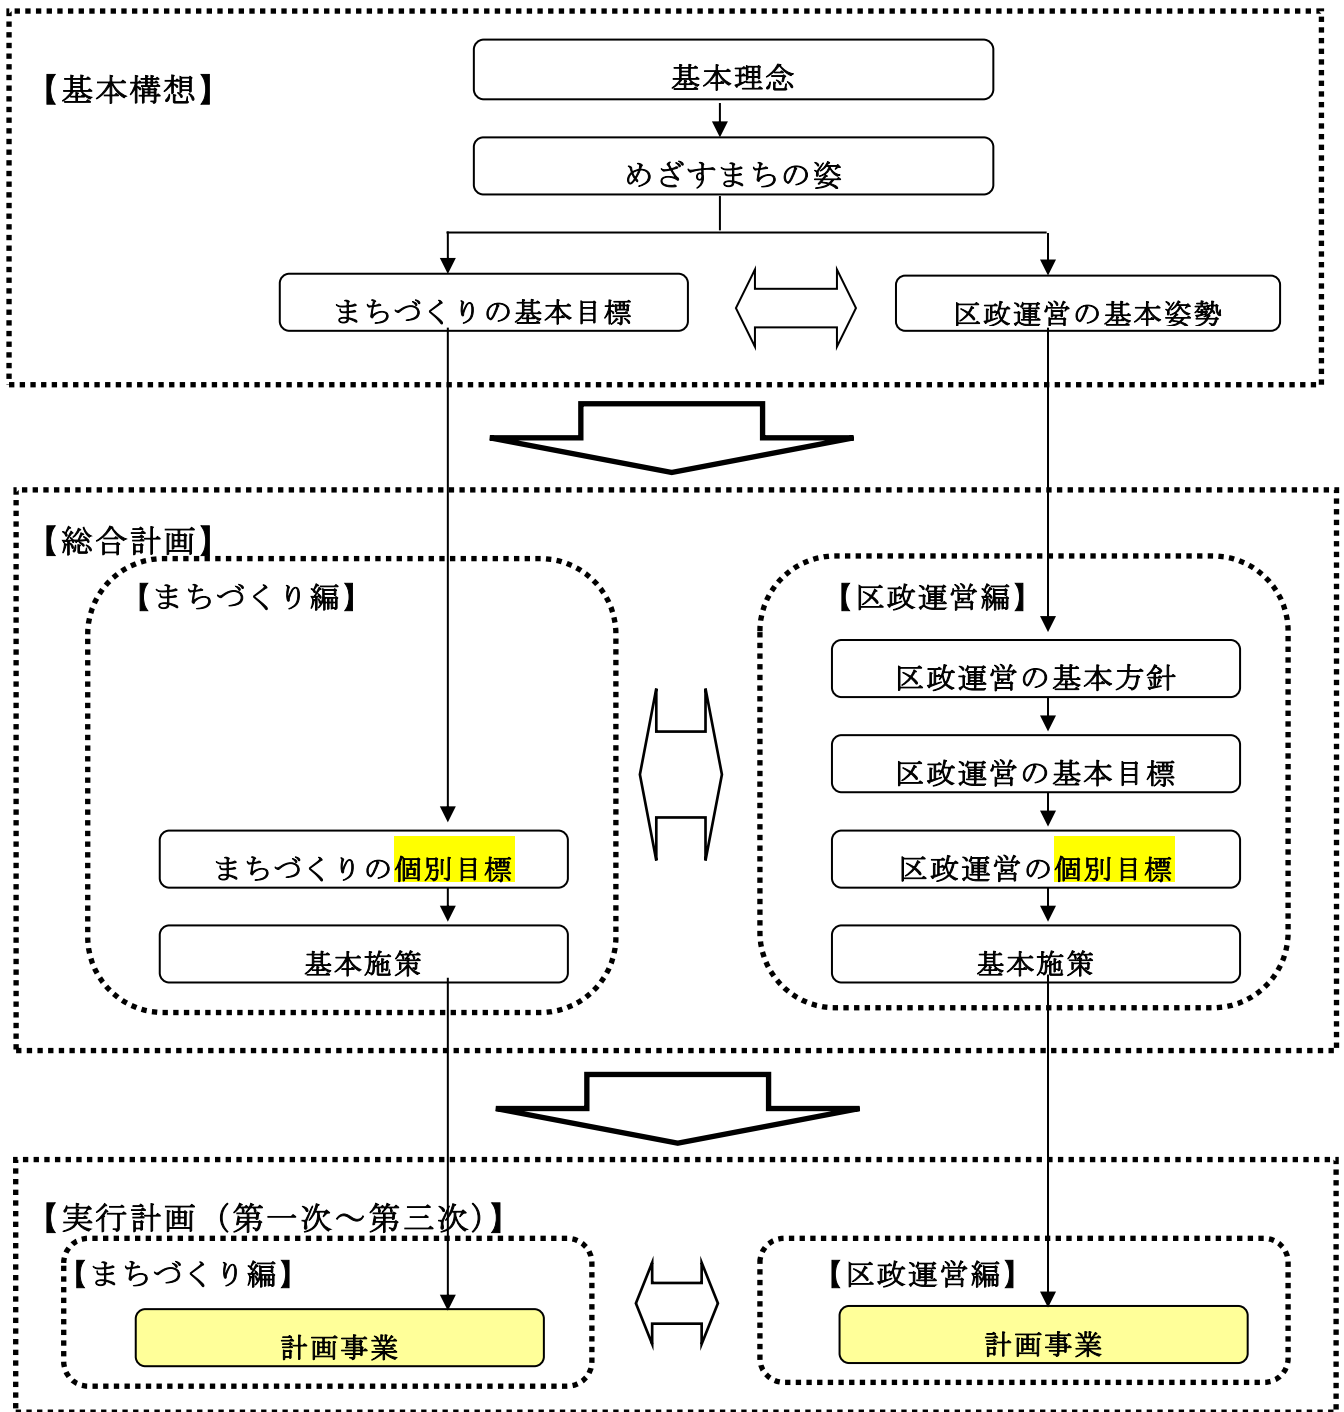 【基本構想】
基本理念
めざすまちの姿
まちづくりの基本目標
区政運営の基本姿勢
【総合計画】
【まちづくり編】
まちづくりの個別目標
基本施策
【区政運営編】
区政運営の基本方針
区政運営の基本目標
区政運営の個別目標
基本施策
【実行計画（第一次～第三次）】
【まちづくり編】
計画事業
【区政運営編】
計画事業